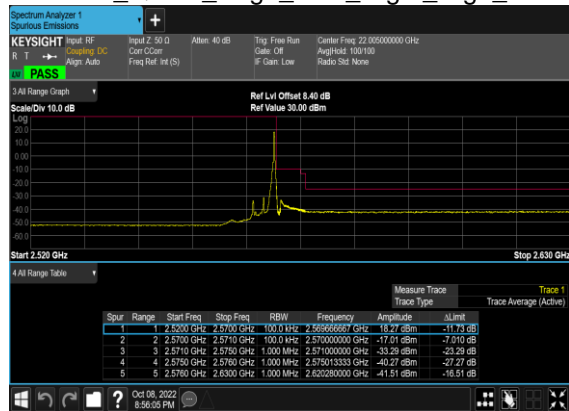 Spectrum Analyzer 1
Spurious Emissions
KEYSIGHT Input: RF Input Z: 50 Ω Atten: 40 dB Trig: Free Run Center Freq: 22.005000000 GHz
R T Coupling: DC Corr CCorr Gate: Off Avg|Hold: 100/100
Align: Auto Freq Ref: Int (S) IF Gain: Low Radio Std: None
PASS
3 All Range Graph
Ref Lvl Offset 8.40 dB
Scale/Div 10.0 dB Ref Value 30.00 dBm
Log
20.0
10.0
0.00
-10.0
-20.0
-30.0
-40.0
-50.0
-60.0
Start 2.520 GHz Stop 2.630 GHz
4 All Range Table
Measure Trace Trace 1
Trace Type Trace Average (Active)
Spur Range Start Freq Stop Freq RBW Frequency Amplitude ΔLimit
1 1 2.5200 GHz 2.5700 GHz 100.0 kHz 2.569666667 GHz 18.27 dBm -11.73 dB
2 2 2.5700 GHz 2.5710 GHz 100.0 kHz 2.570000000 GHz -17.01 dBm -7.010 dB
3 3 2.5710 GHz 2.5750 GHz 1.000 MHz 2.571000000 GHz -33.29 dBm -23.29 dB
4 4 2.5750 GHz 2.5760 GHz 1.000 MHz 2.575013333 GHz -40.27 dBm -27.27 dB
5 5 2.5760 GHz 2.6300 GHz 1.000 MHz 2.620280000 GHz -41.51 dBm -16.51 dB
Oct 08, 2022
8:56:05 PM